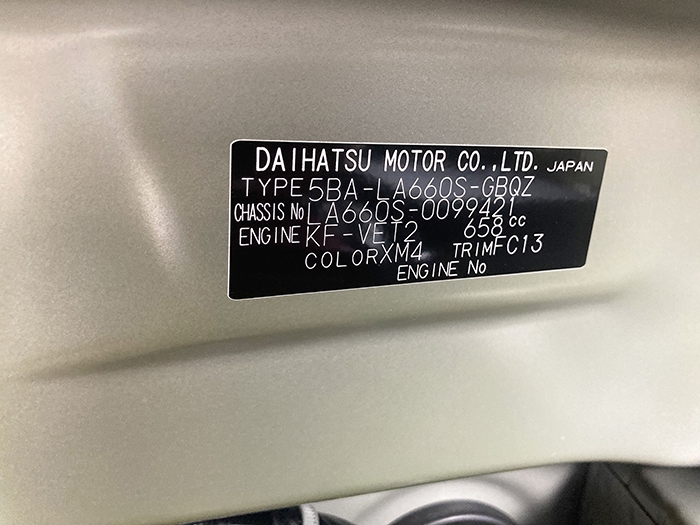 DAIHATSU MOTOR CO.,LTD. JAPAN
TYPE 5BA-LA660S-GBQZ
CHASSIS No LA660S-0099421
ENGINE KF-VET2 658 cc
COLOR XM4 TRIM FC13
ENGINE No